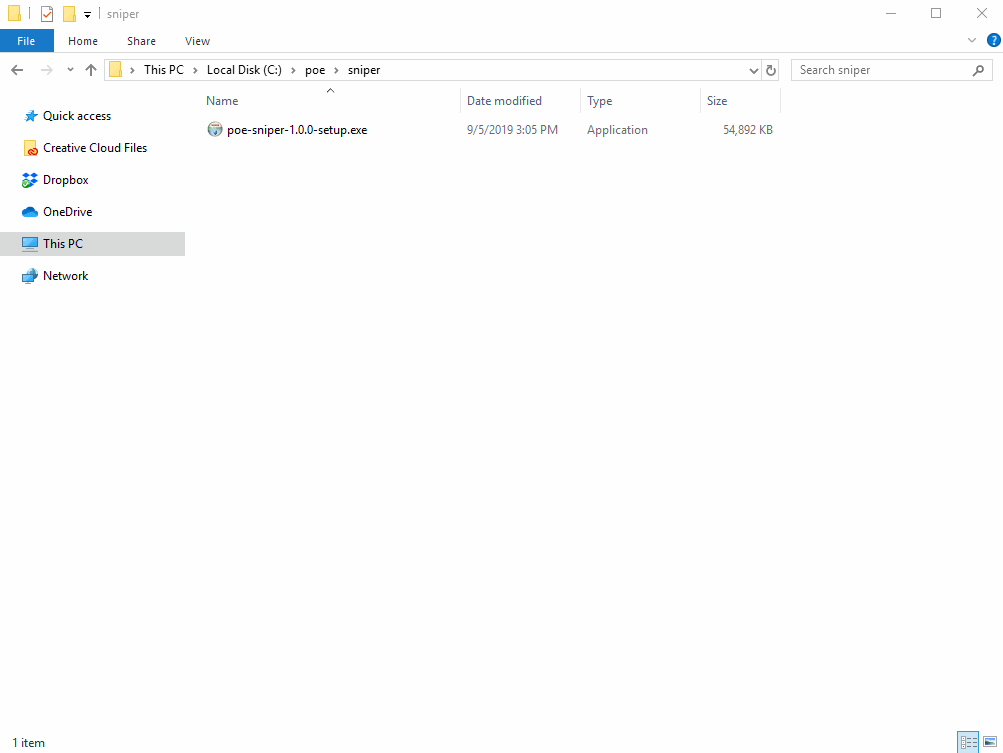 sniper
File Home Share View
This PC Local Disk (C:) poe sniper Search sniper
Name Date modified Type Size
poe-sniper-1.0.0-setup.exe 9/5/2019 3:05 PM Application 54,892 KB
Quick access
Creative Cloud Files
Dropbox
OneDrive
This PC
Network
1 item